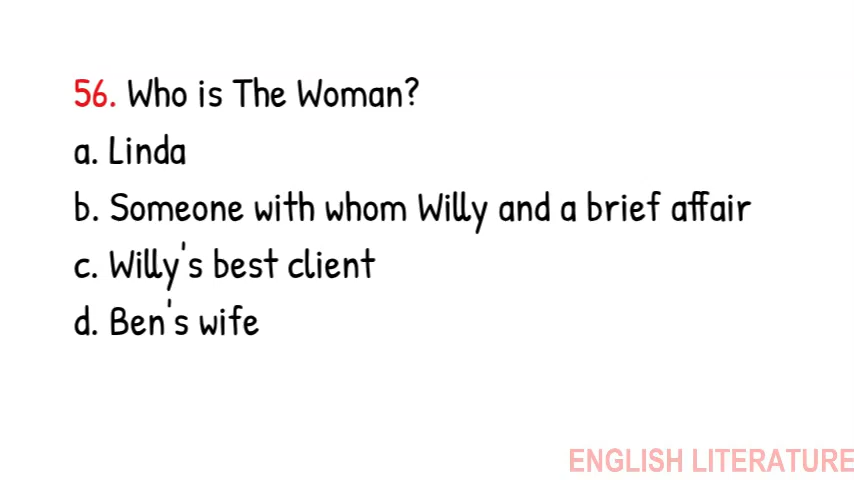 56. Who is The Woman?
a. Linda
b. Someone with whom Willy and a brief affair
c. Willy's best client
d. Ben's wife
ENGLISH LITERATURE